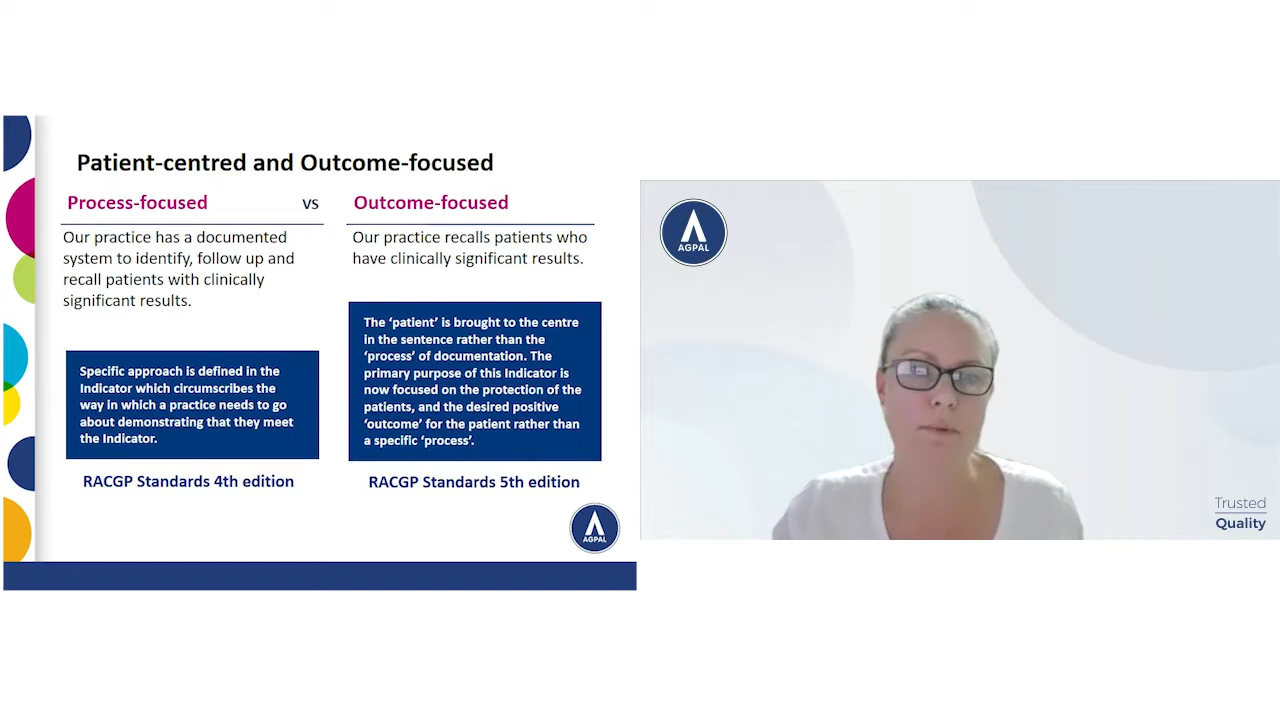 Patient-centred and Outcome-focused
Process-focused
vs
Outcome-focused
Our practice has a documented
system to identify, follow up and
recall patients with clinically
significant results.
Our practice recalls patients who
have clinically significant results.
Specific approach is defined in the
Indicator which circumscribes the
way in which a practice needs to go
about demonstrating that they meet
the Indicator.
The ‘patient’ is brought to the centre
in the sentence rather than the
‘process’ of documentation. The
primary purpose of this Indicator is
now focused on the protection of the
patients, and the desired positive
‘outcome’ for the patient rather than
a specific ‘process’.
RACGP Standards 4th edition
RACGP Standards 5th edition
AGPAL
AGPAL
Trusted
Quality